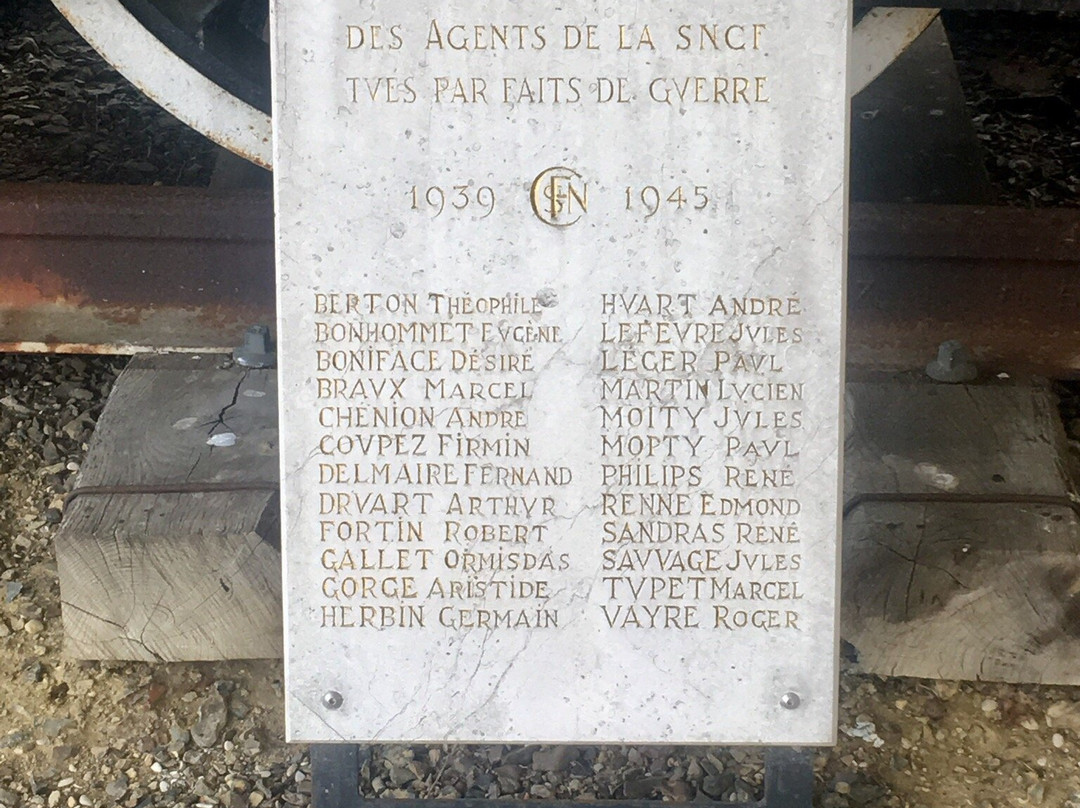 DES AGENTS DE LA SNCF
TVES PAR FAITS DE GVERRE
1939 SNCF 1945
BERTON THÉOPHILE
BONHOMMET EVGÈNE
BONIFACE DÉSIRÉ
BRAVX MARCEL
CHENION ANDRE
COVPEZ FIRMIN
DELMAIRE FERNAND
DRVART ARTHVR
FORTIN ROBERT
GALLET ORMISDAS
GORGE ARISTIDE
HERBIN GERMAIN
HVART ANDRÉ
LEFEVRE JVLES
LÉGER PAVL
MARTIN LVCIEN
MOITY JVLES
MOPTY PAVL
PHILIPS RENÉ
RENNE EDMOND
SANDRAS RENÉ
SAVVAGE JVLES
TVPET MARCEL
VAYRE ROGER